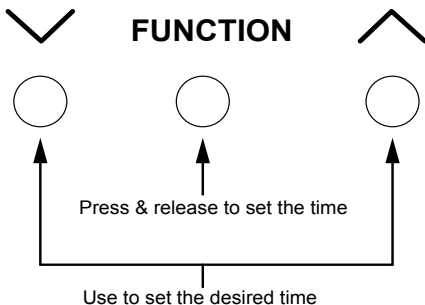 FUNCTION
Press & release to set the time
Use to set the desired time